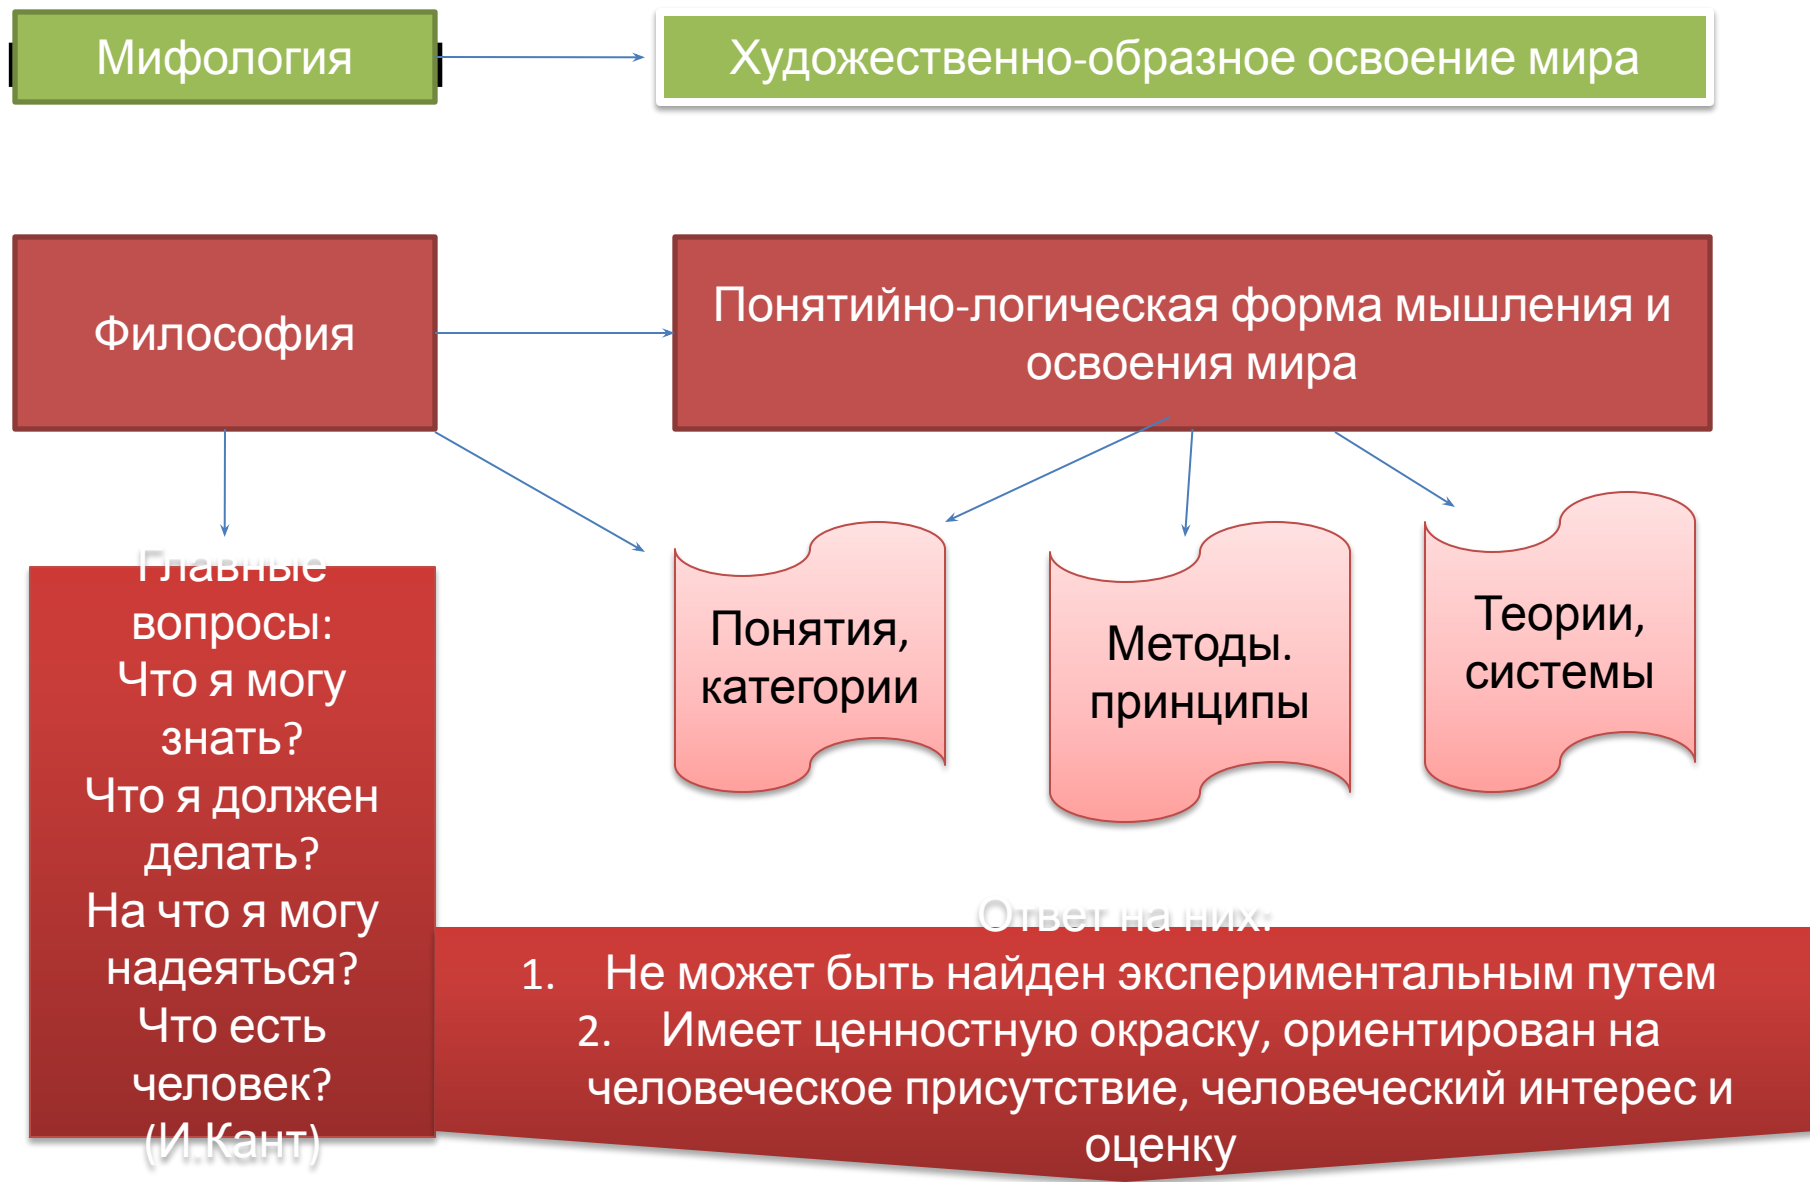 Мифология
Художественно-образное освоение мира
Философия
Понятийно-логическая форма мышления и
освоения мира
Главные
вопросы:
Что я могу
знать?
Что я должен
делать?
На что я могу
надеяться?
Что есть
человек?
(И.Кант)
Понятия,
категории
Методы.
принципы
Теории,
системы
Ответ на них:
1. Не может быть найден экспериментальным путем
2. Имеет ценностную окраску, ориентирован на
человеческое присутствие, человеческий интерес и
оценку